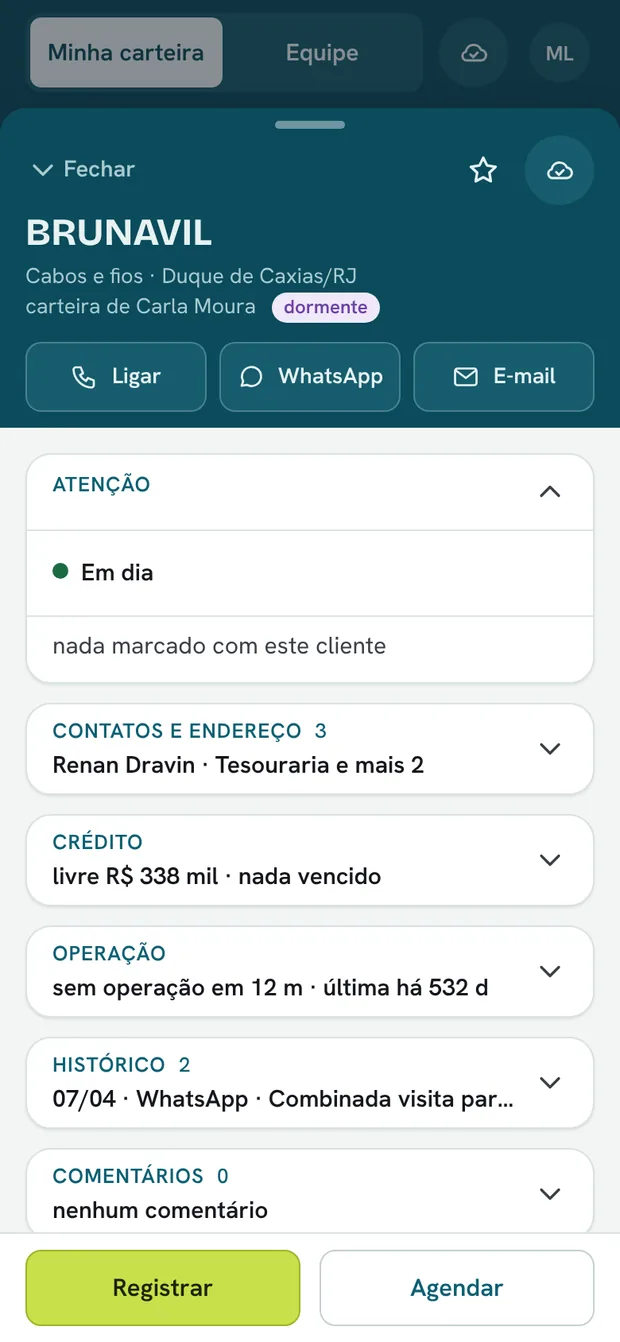 Minha carteira
Equipe
ML
Fechar
BRUNAVIL
Cabos e fios · Duque de Caxias/RJ
carteira de Carla Moura dormente
Ligar
WhatsApp
E-mail
ATENÇÃO
Em dia
nada marcado com este cliente
CONTATOS E ENDEREÇO 3
Renan Dravin · Tesouraria e mais 2
CRÉDITO
livre R$ 338 mil · nada vencido
OPERAÇÃO
sem operação em 12 m · última há 532 d
HISTÓRICO 2
07/04 · WhatsApp · Combinada visita par...
COMENTÁRIOS 0
nenhum comentário
Registrar
Agendar